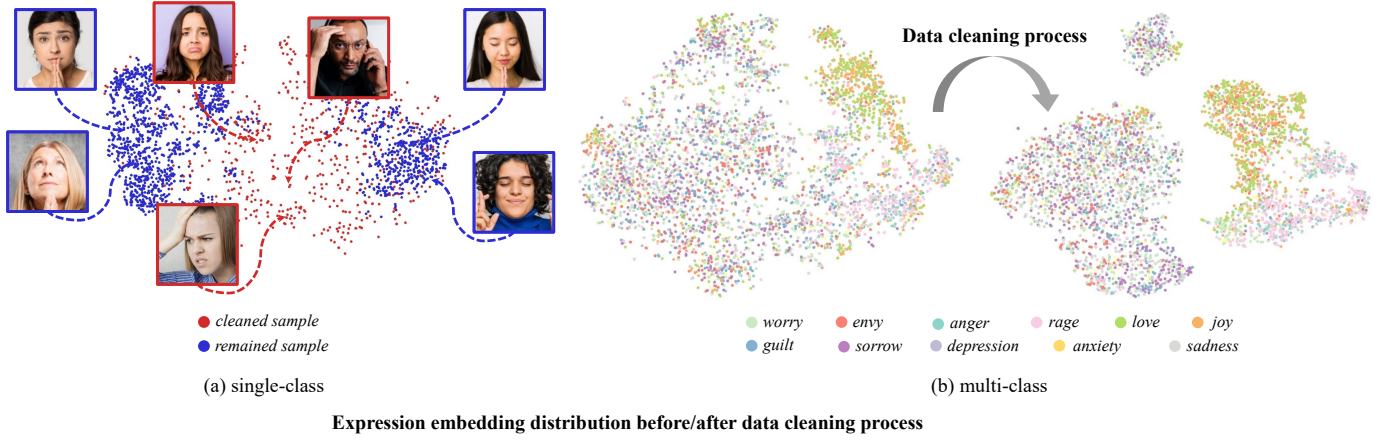 Data cleaning process
cleaned sample
remained sample
worry envy anger rage love joy
guilt sorrow depression anxiety sadness
(a) single-class
(b) multi-class
Expression embedding distribution before/after data cleaning process